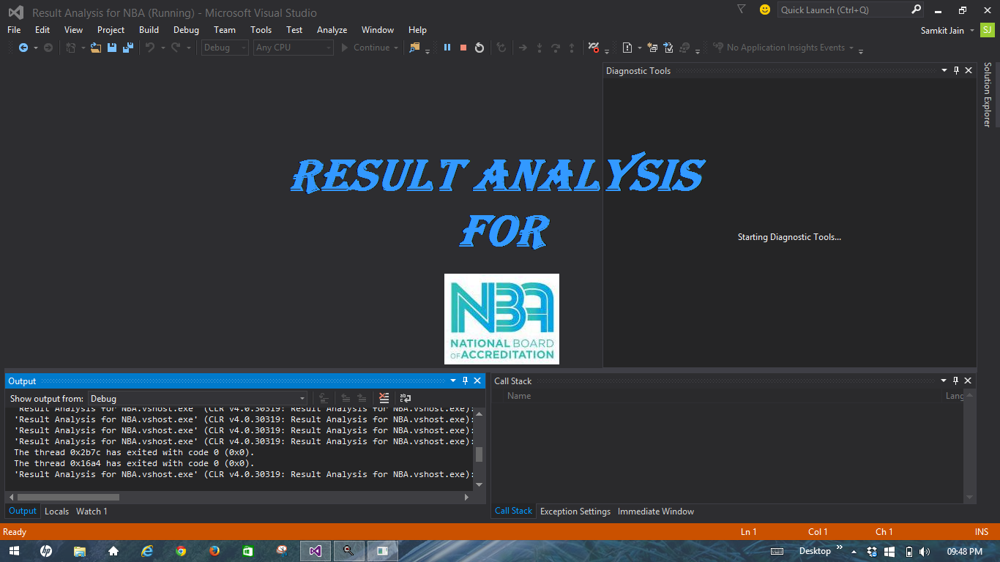 Result Analysis for NBA (Running) - Microsoft Visual Studio
Quick Launch (Ctrl+Q)
File Edit View Project Build Debug Team Tools Test Analyze Window Help
Samkit Jain SJ
Debug Any CPU Continue No Application Insights Events
Diagnostic Tools
Solution Explorer
RESULT ANALYSIS
FOR
Starting Diagnostic Tools...
NBA
NATIONAL BOARD
OF ACCREDITATION
Output
Show output from: Debug
'Result Analysis for NBA.vshost.exe' (CLR v4.0.30319: Result Analysis for NBA.vshost.exe):
'Result Analysis for NBA.vshost.exe' (CLR v4.0.30319: Result Analysis for NBA.vshost.exe):
'Result Analysis for NBA.vshost.exe' (CLR v4.0.30319: Result Analysis for NBA.vshost.exe):
'Result Analysis for NBA.vshost.exe' (CLR v4.0.30319: Result Analysis for NBA.vshost.exe):
The thread 0x2b7c has exited with code 0 (0x0).
The thread 0x16a4 has exited with code 0 (0x0).
'Result Analysis for NBA.vshost.exe' (CLR v4.0.30319: Result Analysis for NBA.vshost.exe):
Output Locals Watch 1
Call Stack
Name Lang
Call Stack Exception Settings Immediate Window
Ready Ln 1 Col 1 Ch 1 INS
Desktop 09:48 PM